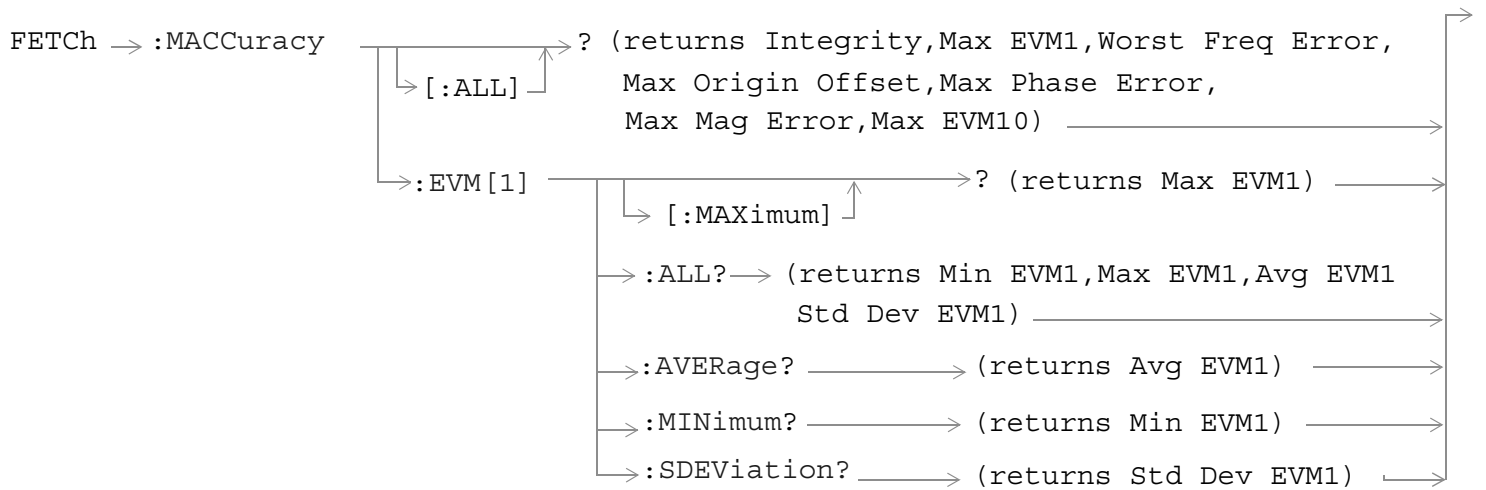 FETCh :MACCuracy ? (returns Integrity,Max EVM1,Worst Freq Error,
[:ALL] Max Origin Offset,Max Phase Error,
Max Mag Error,Max EVM10)
:EVM[1] ? (returns Max EVM1)
[:MAXimum]
:ALL? (returns Min EVM1,Max EVM1,Avg EVM1
Std Dev EVM1)
:AVERage? (returns Avg EVM1)
:MINimum? (returns Min EVM1)
:SDEViation? (returns Std Dev EVM1)